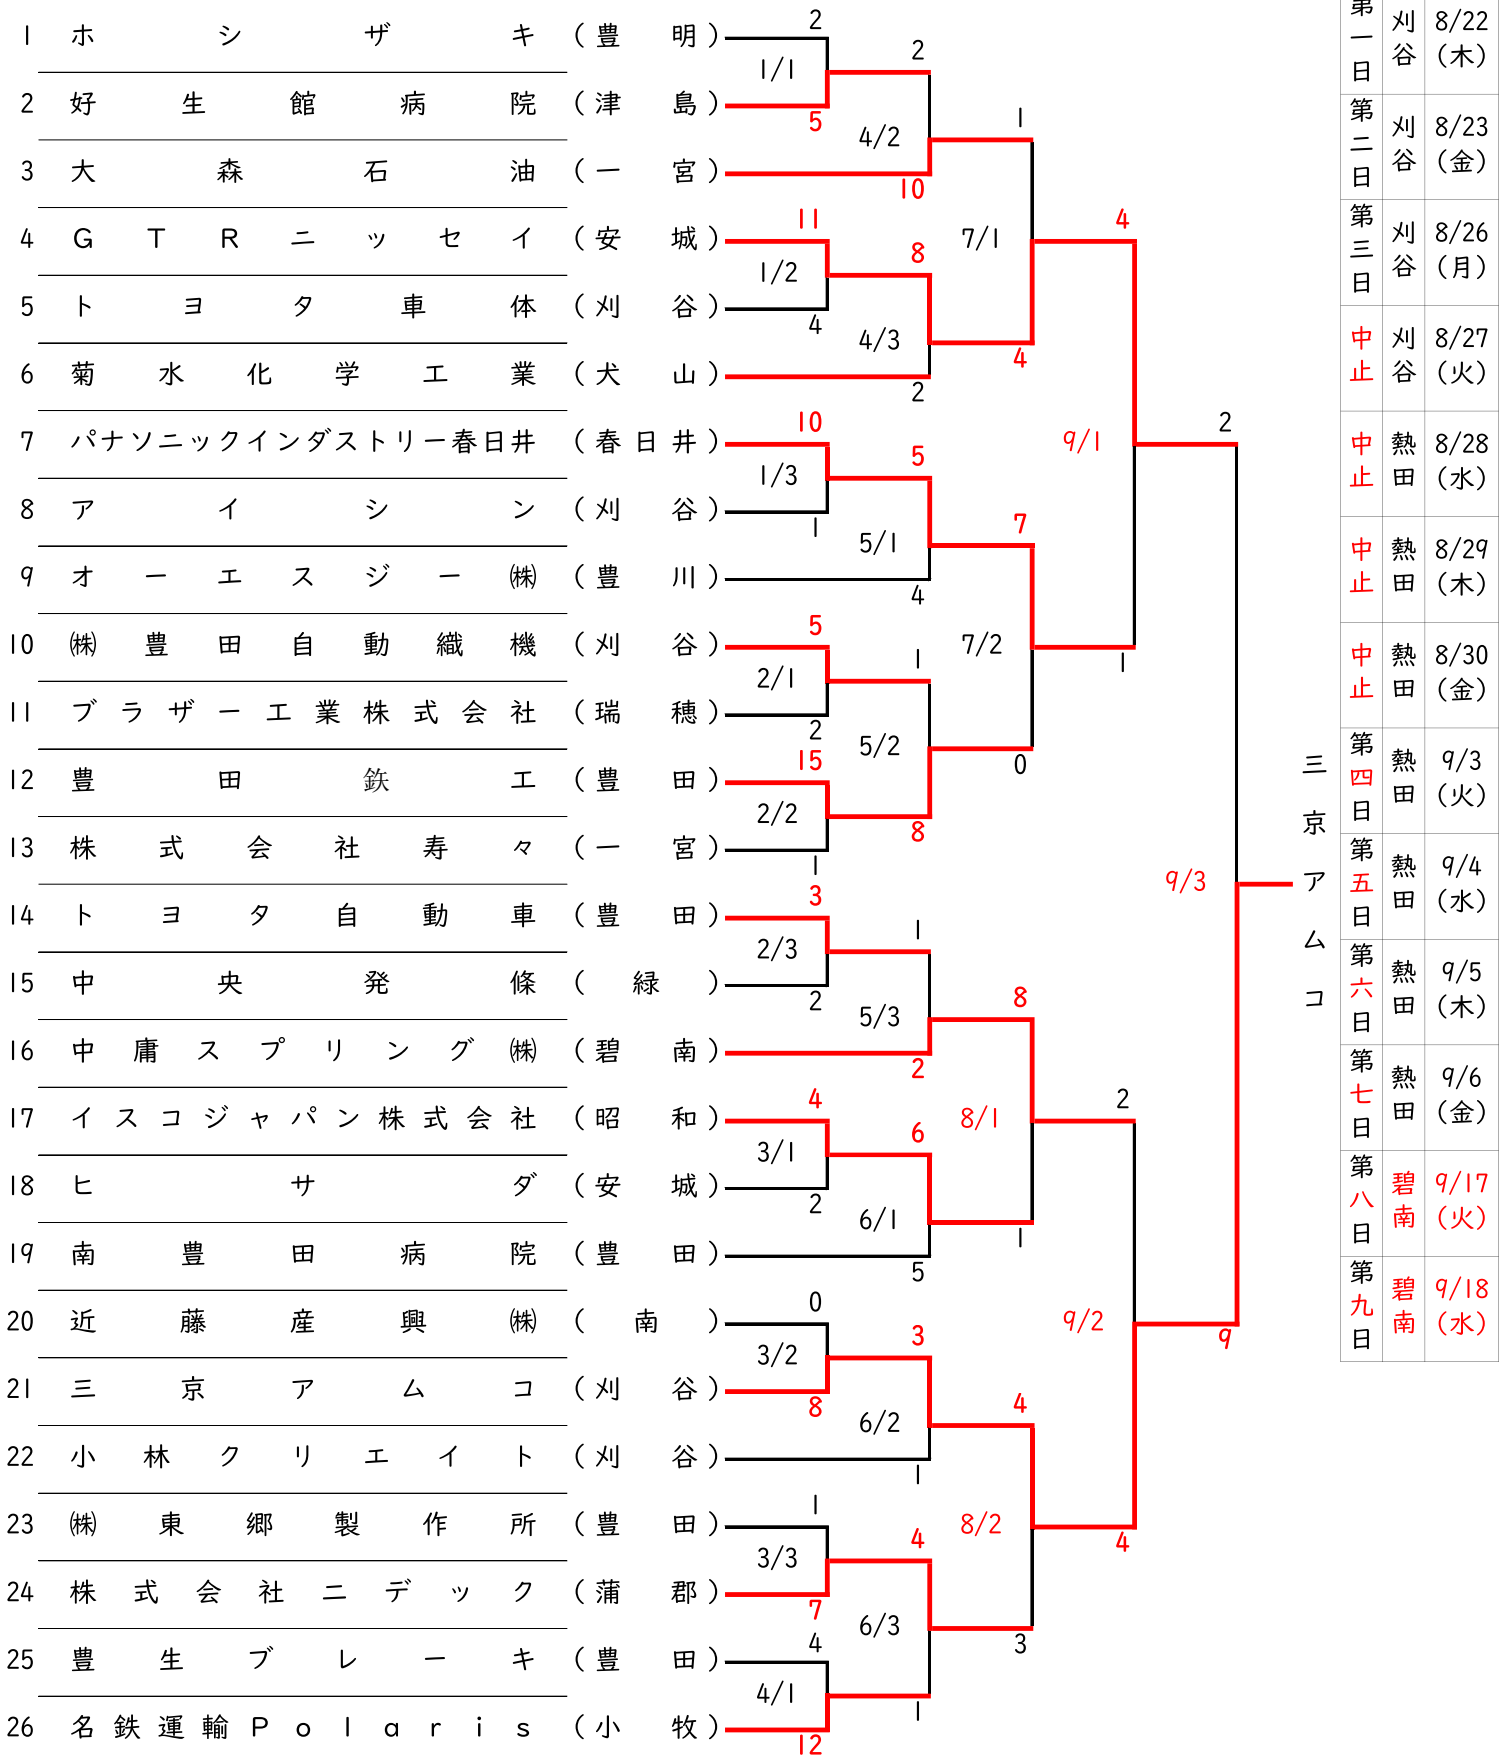 1 ホシザキ (豊明)
2 好生館病院 (津島)
3 大森石油 (一宮)
4 GTRニッセイ (安城)
5 トヨタ車体 (刈谷)
6 菊水化学工業 (犬山)
7 パナソニックインダストリー春日井 (春日井)
8 アイシン (刈谷)
9 オーエスジー㈱ (豊川)
10 ㈱豊田自動織機 (刈谷)
11 ブラザー工業株式会社 (瑞穂)
12 豊田鉃工 (豊田)
13 株式会社寿々 (一宮)
14 トヨタ自動車 (豊田)
15 中央発條 (緑)
16 中庸スプリング㈱ (碧南)
17 イスコジャパン株式会社 (昭和)
18 ヒサダ (安城)
19 南豊田病院 (豊田)
20 近藤産興㈱ (南)
21 三京アムコ (刈谷)
22 小林クリエイト (刈谷)
23 ㈱東郷製作所 (豊田)
24 株式会社ニデック (蒲郡)
25 豊生ブレーキ (豊田)
26 名鉄運輸Polaris (小牧)
2
1/1
5
11
1/2
4
10
1/3
1
5
2/1
2
15
2/2
1
3
2/3
2
4
3/1
2
0
3/2
8
1
3/3
7
4
4/1
12
2
4/2
10
8
4/3
2
5
5/1
4
1
5/2
8
1
5/3
2
6
6/1
5
3
6/2
1
4
6/3
1
1
7/1
4
7
7/2
0
8
8/1
1
4
8/2
3
4
9/1
1
2
9/2
4
2
9/3
9
三京アムコ
第一日 刈谷 8/22(木)
第二日 刈谷 8/23(金)
第三日 刈谷 8/26(月)
中止 刈谷 8/27(火)
中止 熱田 8/28(水)
中止 熱田 8/29(木)
中止 熱田 8/30(金)
第四日 熱田 9/3(火)
第五日 熱田 9/4(水)
第六日 熱田 9/5(木)
第七日 熱田 9/6(金)
第八日 碧南 9/17(火)
第九日 碧南 9/18(水)